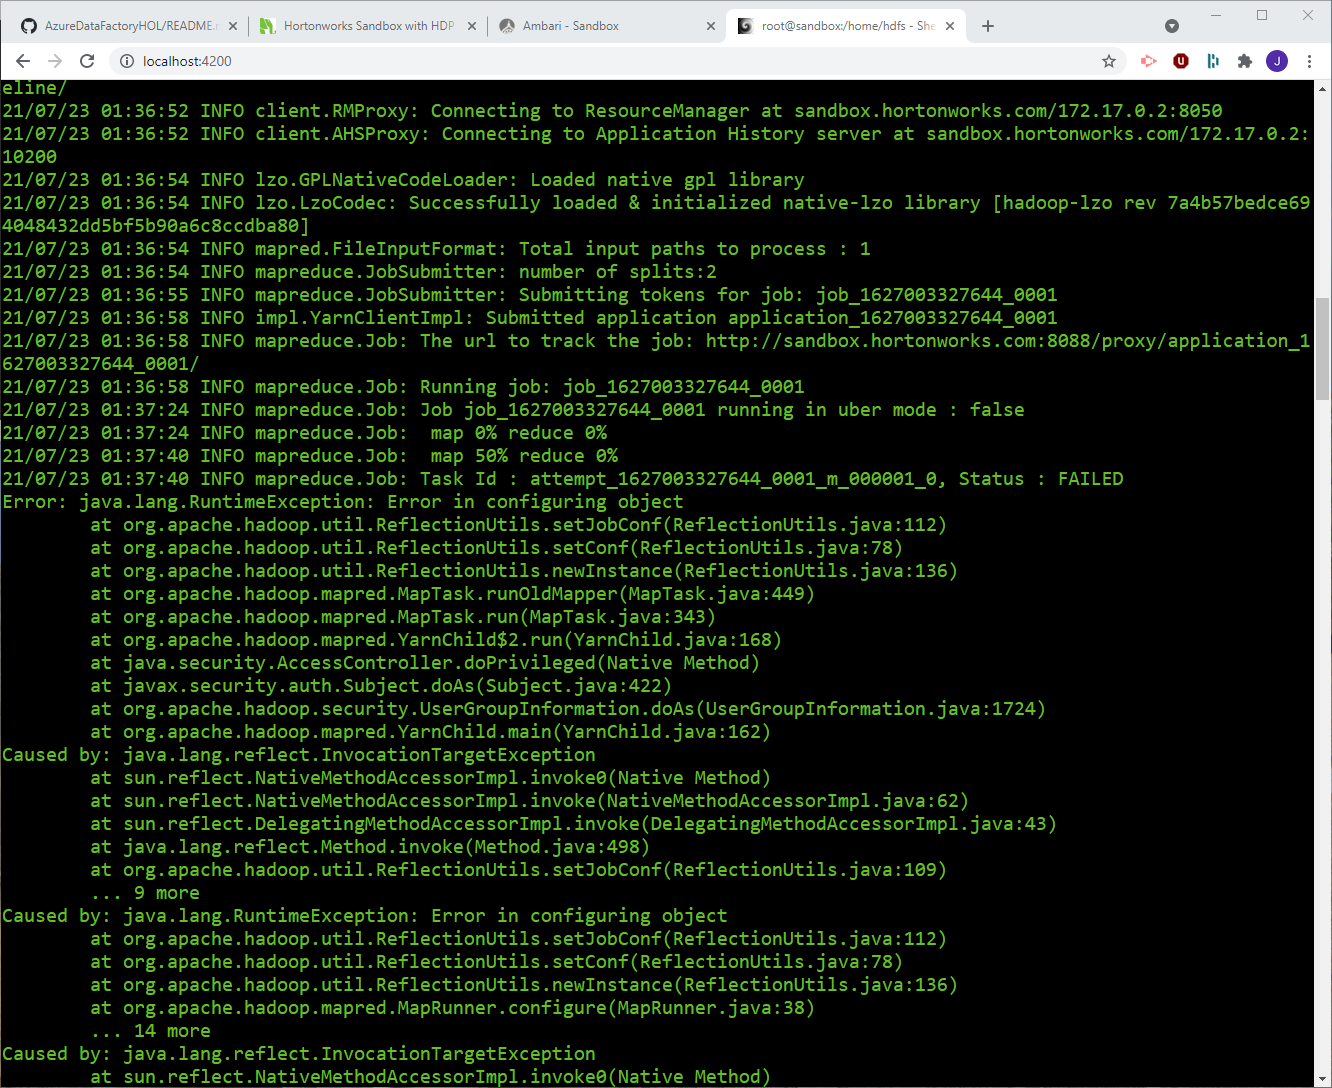 AzureDataFactoryHOL/README.m
Hortonworks Sandbox with HDP
Ambari - Sandbox
root@sandbox:/home/hdfs - She
localhost:4200
J
eline/
21/07/23 01:36:52 INFO client.RMProxy: Connecting to ResourceManager at sandbox.hortonworks.com/172.17.0.2:8050
21/07/23 01:36:52 INFO client.AHSProxy: Connecting to Application History server at sandbox.hortonworks.com/172.17.0.2:
10200
21/07/23 01:36:54 INFO lzo.GPLNativeCodeLoader: Loaded native gpl library
21/07/23 01:36:54 INFO lzo.LzoCodec: Successfully loaded & initialized native-lzo library [hadoop-lzo rev 7a4b57bedce69
4048432dd5bf5b90a6c8ccdba80]
21/07/23 01:36:54 INFO mapred.FileInputFormat: Total input paths to process : 1
21/07/23 01:36:54 INFO mapreduce.JobSubmitter: number of splits:2
21/07/23 01:36:55 INFO mapreduce.JobSubmitter: Submitting tokens for job: job_1627003327644_0001
21/07/23 01:36:58 INFO impl.YarnClientImpl: Submitted application application_1627003327644_0001
21/07/23 01:36:58 INFO mapreduce.Job: The url to track the job: http://sandbox.hortonworks.com:8088/proxy/application_1
627003327644_0001/
21/07/23 01:36:58 INFO mapreduce.Job: Running job: job_1627003327644_0001
21/07/23 01:37:24 INFO mapreduce.Job: Job job_1627003327644_0001 running in uber mode : false
21/07/23 01:37:24 INFO mapreduce.Job:  map 0% reduce 0%
21/07/23 01:37:40 INFO mapreduce.Job:  map 50% reduce 0%
21/07/23 01:37:40 INFO mapreduce.Job: Task Id : attempt_1627003327644_0001_m_000001_0, Status : FAILED
Error: java.lang.RuntimeException: Error in configuring object
at org.apache.hadoop.util.ReflectionUtils.setJobConf(ReflectionUtils.java:112)
at org.apache.hadoop.util.ReflectionUtils.setConf(ReflectionUtils.java:78)
at org.apache.hadoop.util.ReflectionUtils.newInstance(ReflectionUtils.java:136)
at org.apache.hadoop.mapred.MapTask.runOldMapper(MapTask.java:449)
at org.apache.hadoop.mapred.MapTask.run(MapTask.java:343)
at org.apache.hadoop.mapred.YarnChild$2.run(YarnChild.java:168)
at java.security.AccessController.doPrivileged(Native Method)
at javax.security.auth.Subject.doAs(Subject.java:422)
at org.apache.hadoop.security.UserGroupInformation.doAs(UserGroupInformation.java:1724)
at org.apache.hadoop.mapred.YarnChild.main(YarnChild.java:162)
Caused by: java.lang.reflect.InvocationTargetException
at sun.reflect.NativeMethodAccessorImpl.invoke0(Native Method)
at sun.reflect.NativeMethodAccessorImpl.invoke(NativeMethodAccessorImpl.java:62)
at sun.reflect.DelegatingMethodAccessorImpl.invoke(DelegatingMethodAccessorImpl.java:43)
at java.lang.reflect.Method.invoke(Method.java:498)
at org.apache.hadoop.util.ReflectionUtils.setJobConf(ReflectionUtils.java:109)
... 9 more
Caused by: java.lang.RuntimeException: Error in configuring object
at org.apache.hadoop.util.ReflectionUtils.setJobConf(ReflectionUtils.java:112)
at org.apache.hadoop.util.ReflectionUtils.setConf(ReflectionUtils.java:78)
at org.apache.hadoop.util.ReflectionUtils.newInstance(ReflectionUtils.java:136)
at org.apache.hadoop.mapred.MapRunner.configure(MapRunner.java:38)
... 14 more
Caused by: java.lang.reflect.InvocationTargetException
at sun.reflect.NativeMethodAccessorImpl.invoke0(Native Method)